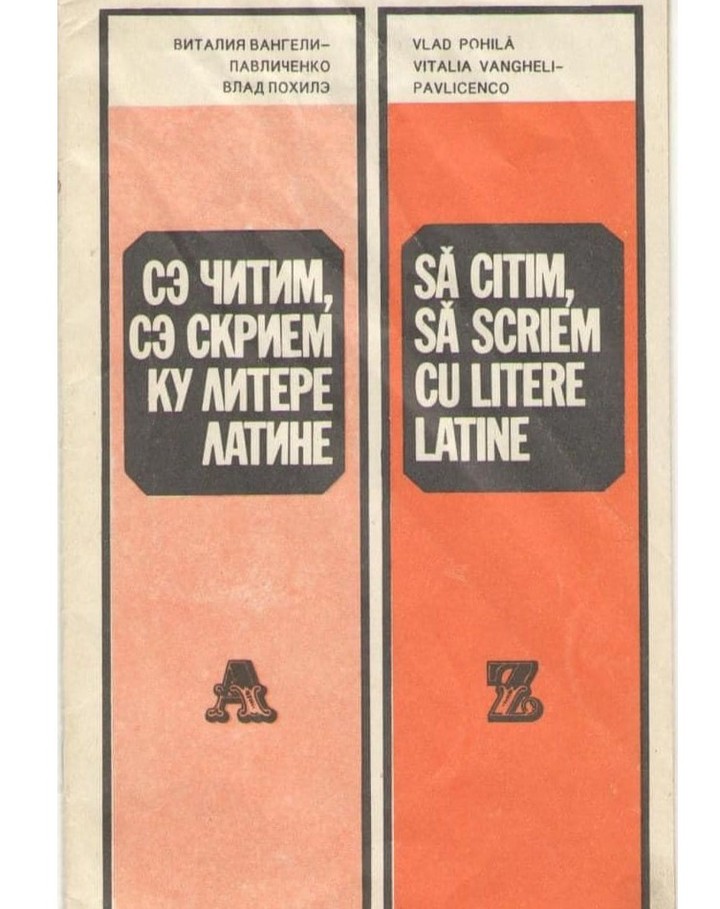 ВИТАЛИЯ ВАНГЕЛИ–
ПАВЛИЧЕНКО
ВЛАД ПОХИЛЭ
СЭ ЧИТИМ,
СЭ СКРИЕМ
КУ ЛИТЕРЕ
ЛАТИНЕ
A
VLAD POHILĂ
VITALIA VANGHELI–
PAVLICENCO
SĂ CITIM,
SĂ SCRIEM
CU LITERE
LATINE
Z